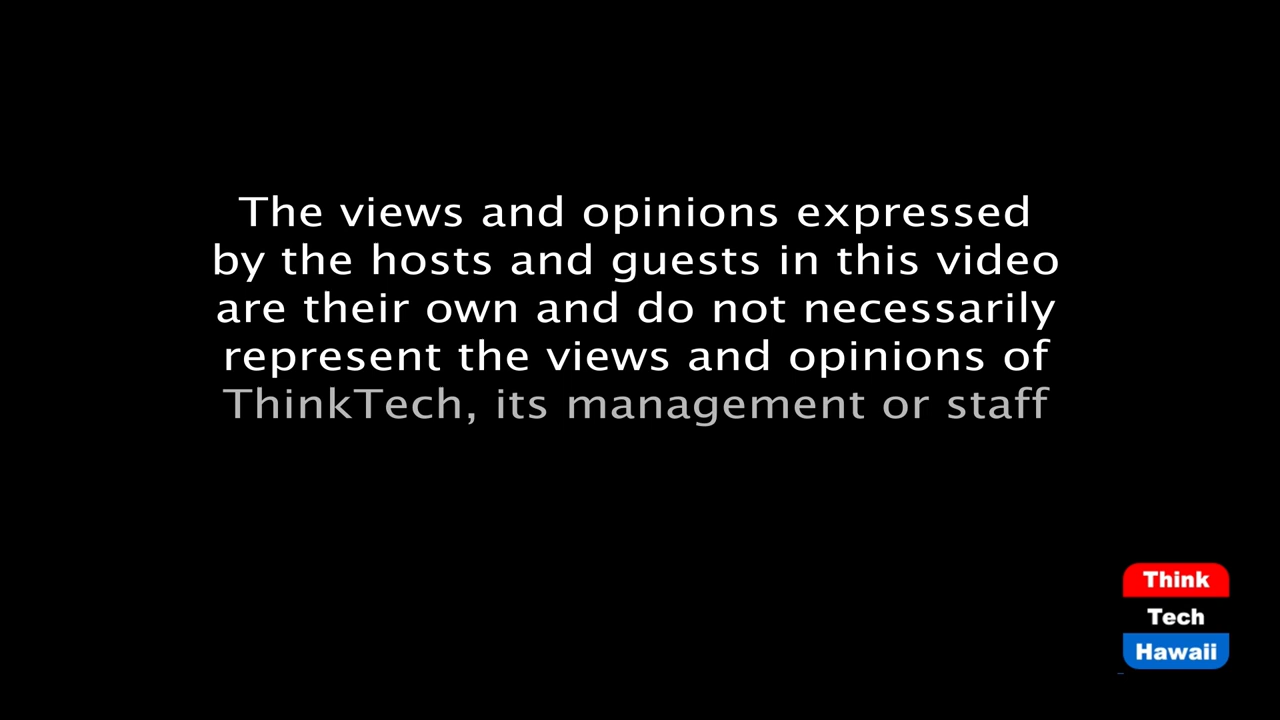 The views and opinions expressed
by the hosts and guests in this video
are their own and do not necessarily
represent the views and opinions of
ThinkTech, its management or staff
Think
Tech
Hawaii